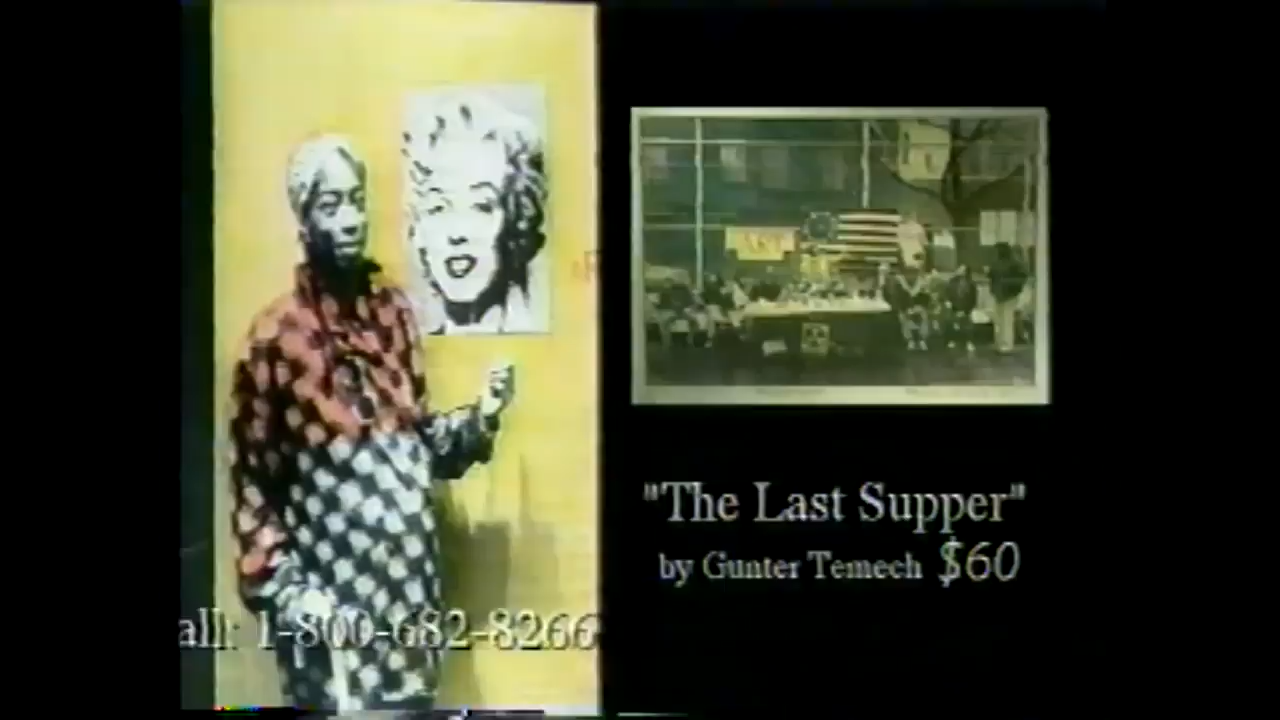 "The Last Supper"
by Gunter Temech $60
all: 1-800-682-8266